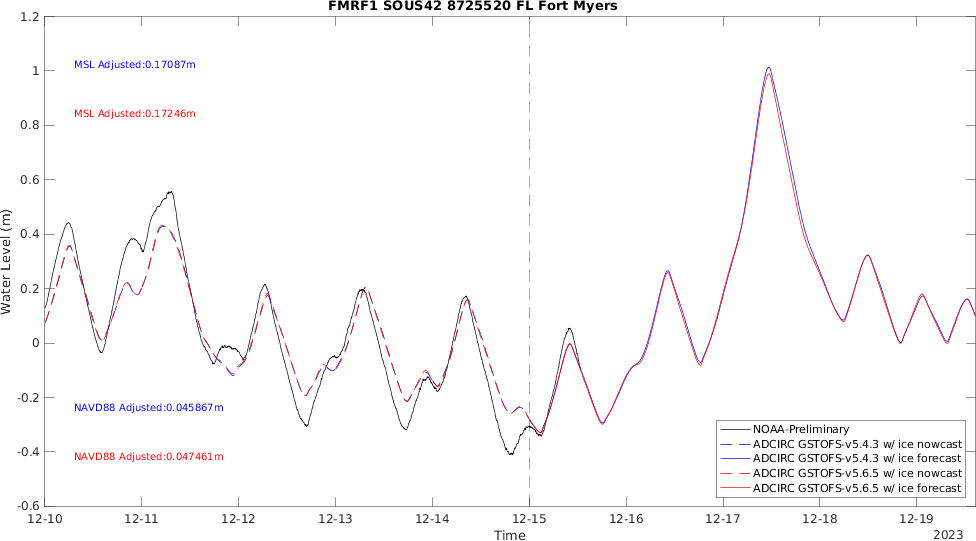 FMRF1 SOUS42 8725520 FL Fort Myers
1.2
1
0.8
0.6
0.4
0.2
0
-0.2
-0.4
-0.6
Water Level (m)
MSL Adjusted:0.17087m
MSL Adjusted:0.17246m
NAVD88 Adjusted:0.045867m
NAVD88 Adjusted:0.047461m
NOAA-Preliminary
ADCIRC GSTOFS-v5.4.3 w/ ice nowcast
ADCIRC GSTOFS-v5.4.3 w/ ice forecast
ADCIRC GSTOFS-v5.6.5 w/ ice nowcast
ADCIRC GSTOFS-v5.6.5 w/ ice forecast
12-10 12-11 12-12 12-13 12-14 12-15 12-16 12-17 12-18 12-19
Time
2023